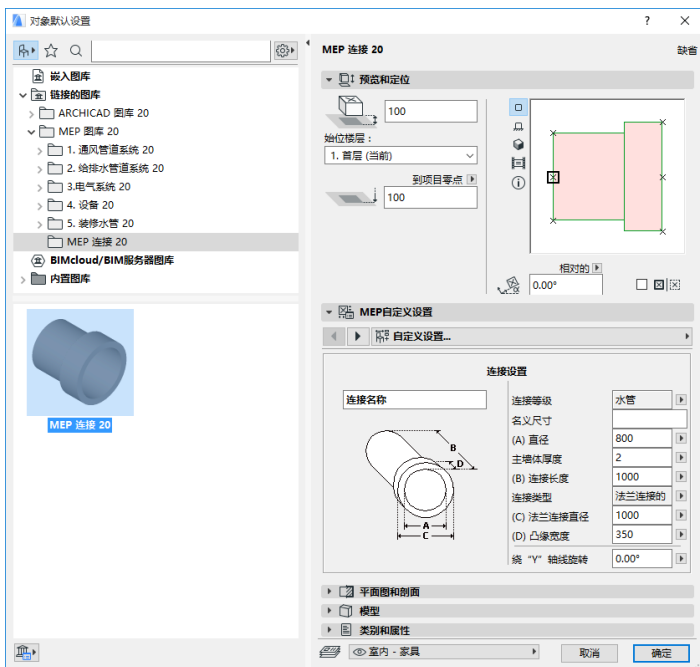 对象默认设置
?
嵌入图库
链接的图库
ARCHICAD 图库 20
MEP 图库 20
1. 通风管道系统 20
2.给排水管道系统 20
3.电气系统 20
4. 设备 20
5. 装修水管 20
MEP 连接 20
BIMcloud/BIM服务器图库
内置图库
MEP 连接 20
MEP 连接 20
缺省
预览和定位
100
始位楼层：
1. 首层 (当前)
到项目零点
100
相对的
0.00°
MEP自定义设置
自定义设置...
连接设置
连接名称
B
D
A
C
连接等级 水管
名义尺寸
(A) 直径 800
主墙体厚度 2
(B) 连接长度 1000
连接类型 法兰连接的
(C) 法兰连接直径 1000
(D) 凸缘宽度 350
绕 "Y" 轴线旋转 0.00°
平面图和剖面
模型
类别和属性
室内 - 家具
取消
确定